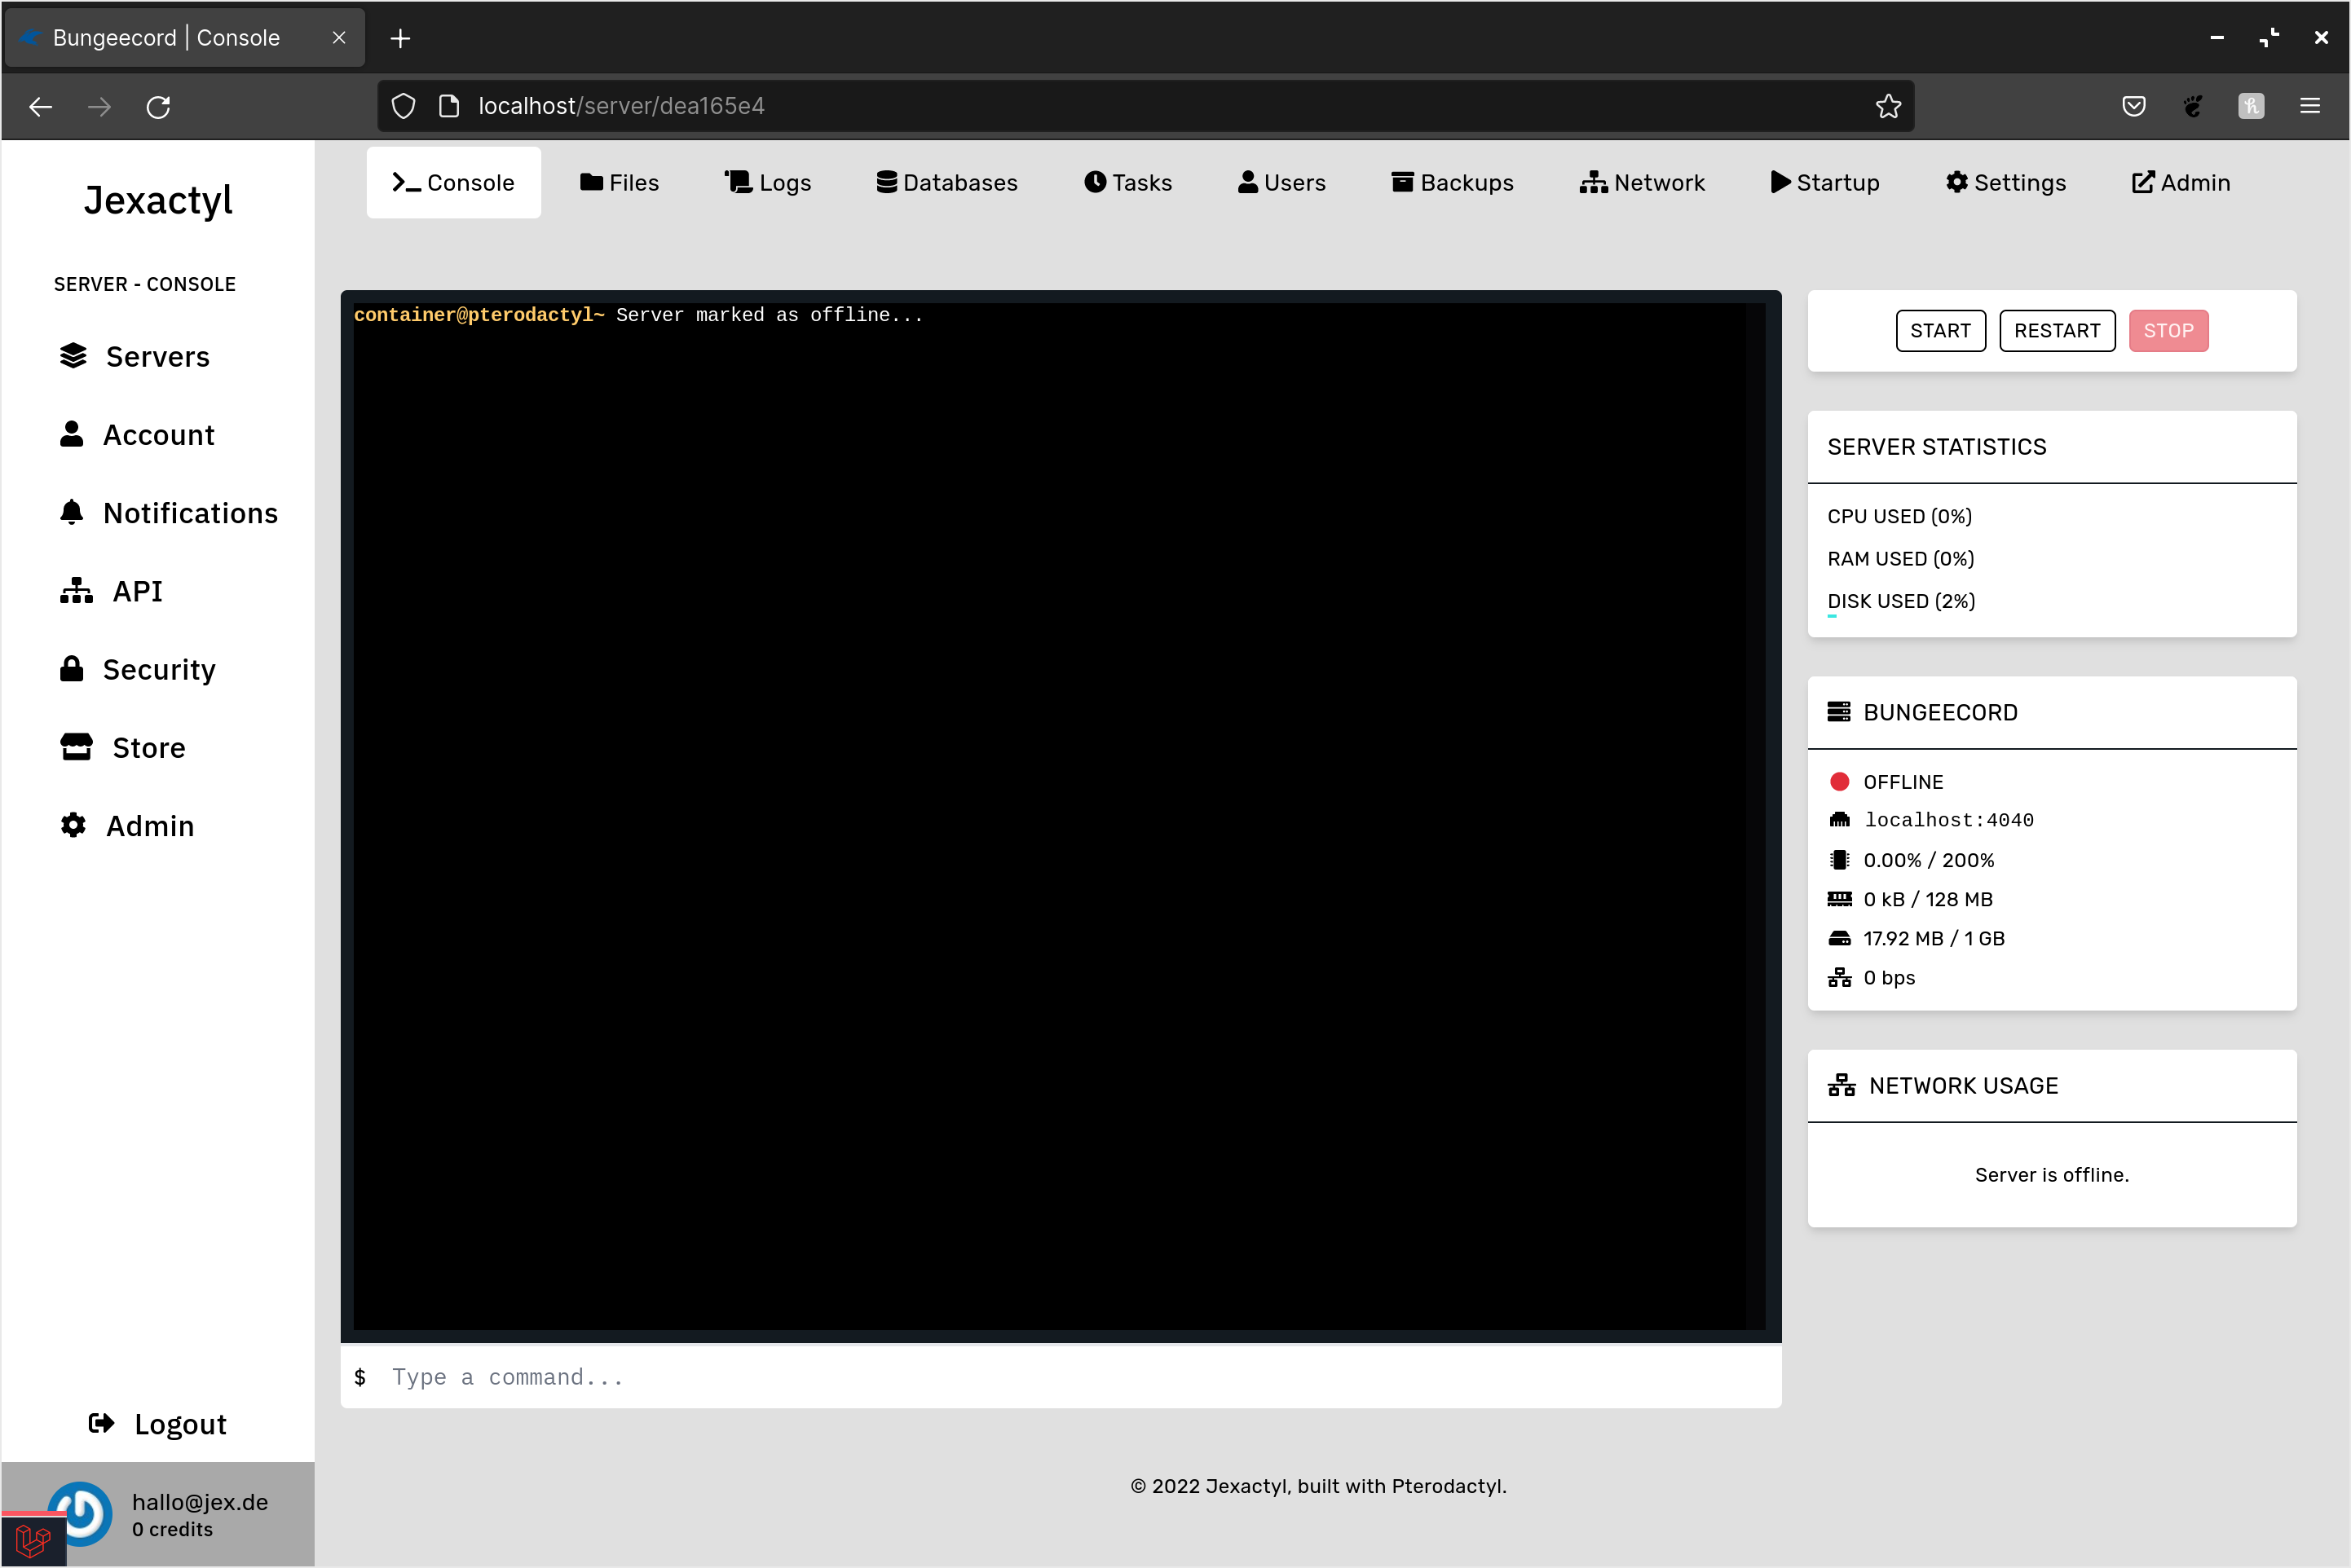 Bungeecord | Console
localhost/server/dea165e4
Jexactyl
SERVER - CONSOLE
Servers
Account
Notifications
API
Security
Store
Admin
Logout
hallo@jex.de
0 credits
Console
Files
Logs
Databases
Tasks
Users
Backups
Network
Startup
Settings
Admin
container@pterodactyl~ Server marked as offline...
$ Type a command...
START
RESTART
STOP
SERVER STATISTICS
CPU USED (0%)
RAM USED (0%)
DISK USED (2%)
BUNGEECORD
OFFLINE
localhost:4040
0.00% / 200%
0 kB / 128 MB
17.92 MB / 1 GB
0 bps
NETWORK USAGE
Server is offline.
© 2022 Jexactyl, built with Pterodactyl.